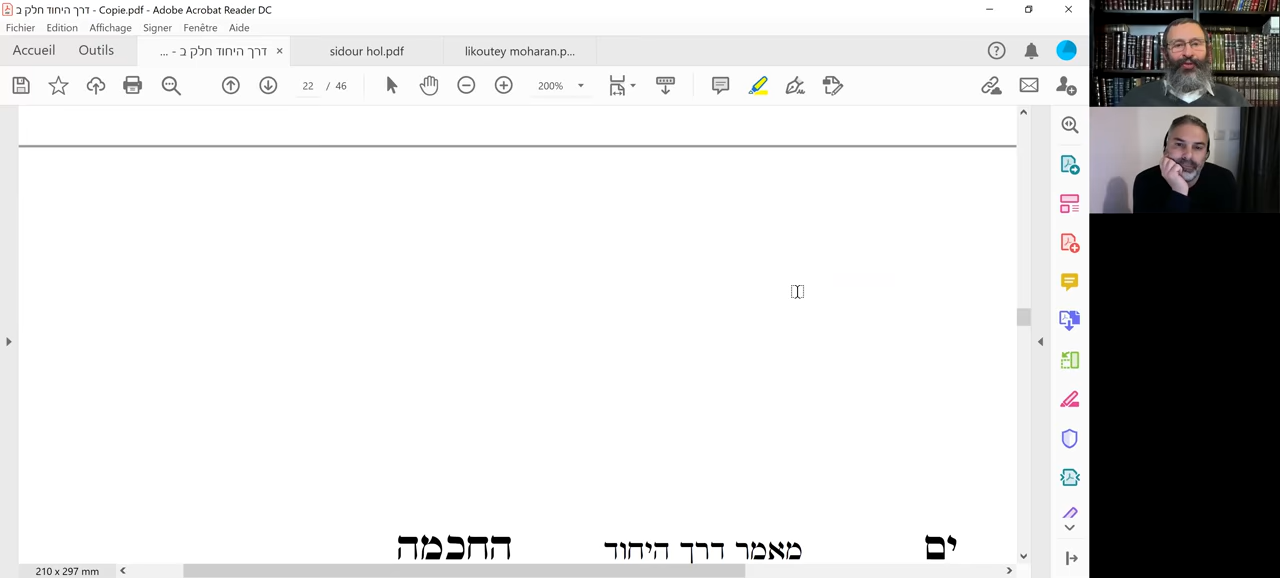 דרך היחוד חלק ב - Copie.pdf - Adobe Acrobat Reader DC
Fichier Edition Affichage Signer Fenêtre Aide
Accueil Outils דרך היחוד חלק ב - ... × sidour hol.pdf likoutey moharan.p...
22 / 46 200%
ים מאמר דרך היחוד החכמה
210 x 297 mm